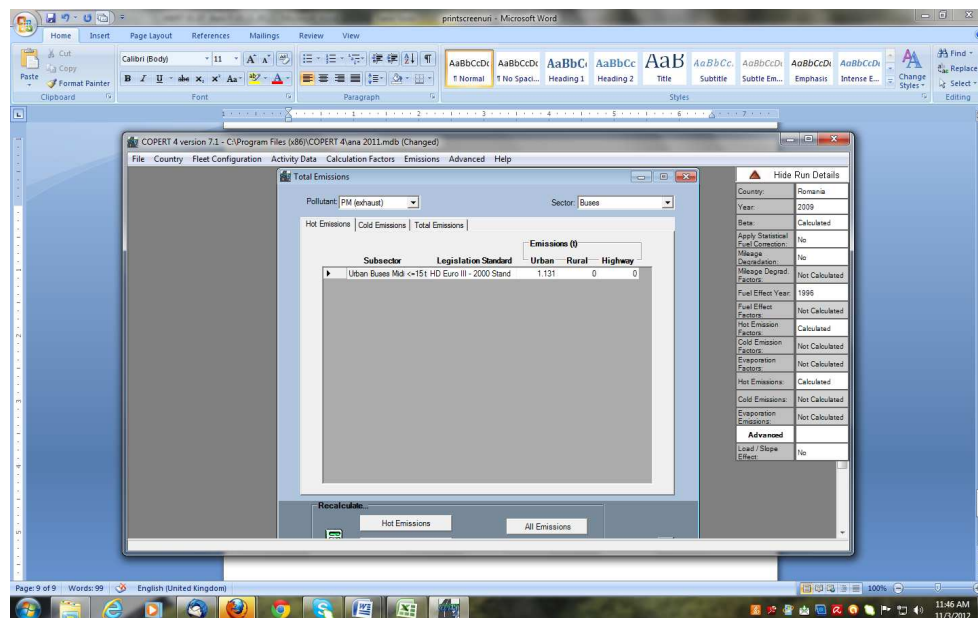 printscreenuri - Microsoft Word
Home Insert Page Layout References Mailings Review View
Paste
Cut
Copy
Format Painter
Clipboard
Calibri (Body) 11
Font
Paragraph
AaBbCcDc AaBbCcDc AaBbCc AaBbCc AaB AaBbCc. AaBbCcDc AaBbCcDc AaBbCcDc
¶ Normal ¶ No Spaci... Heading 1 Heading 2 Title Subtitle Subtle Em... Emphasis Intense E...
Change Styles
Styles
Find
Replace
Select
Editing
COPERT 4 version 7.1 - C:\Program Files (x86)\COPERT 4\ana 2011.mdb (Changed)
File Country Fleet Configuration Activity Data Calculation Factors Emissions Advanced Help
Total Emissions
Pollutant: PM (exhaust) Sector: Buses
Hot Emissions Cold Emissions Total Emissions
Emissions (t)
Subsector Legislation Standard Urban Rural Highway
Urban Buses Midi <=15 t HD Euro III - 2000 Stand 1.131 0 0
Recalculate...
Hot Emissions All Emissions
Hide Run Details
Country: Romania
Year: 2009
Beta: Calculated
Apply Statistical Fuel Correction: No
Mileage Degradation: No
Mileage Degrad. Factors: Not Calculated
Fuel Effect Year: 1996
Fuel Effect Factors: Not Calculated
Hot Emission Factors: Calculated
Cold Emission Factors: Not Calculated
Evaporation Factors: Not Calculated
Hot Emissions: Calculated
Cold Emissions: Not Calculated
Evaporation Emissions: Not Calculated
Advanced
Load / Slope Effect: No
Page: 9 of 9 Words: 99 English (United Kingdom) 100%
11:46 AM
11/3/2012